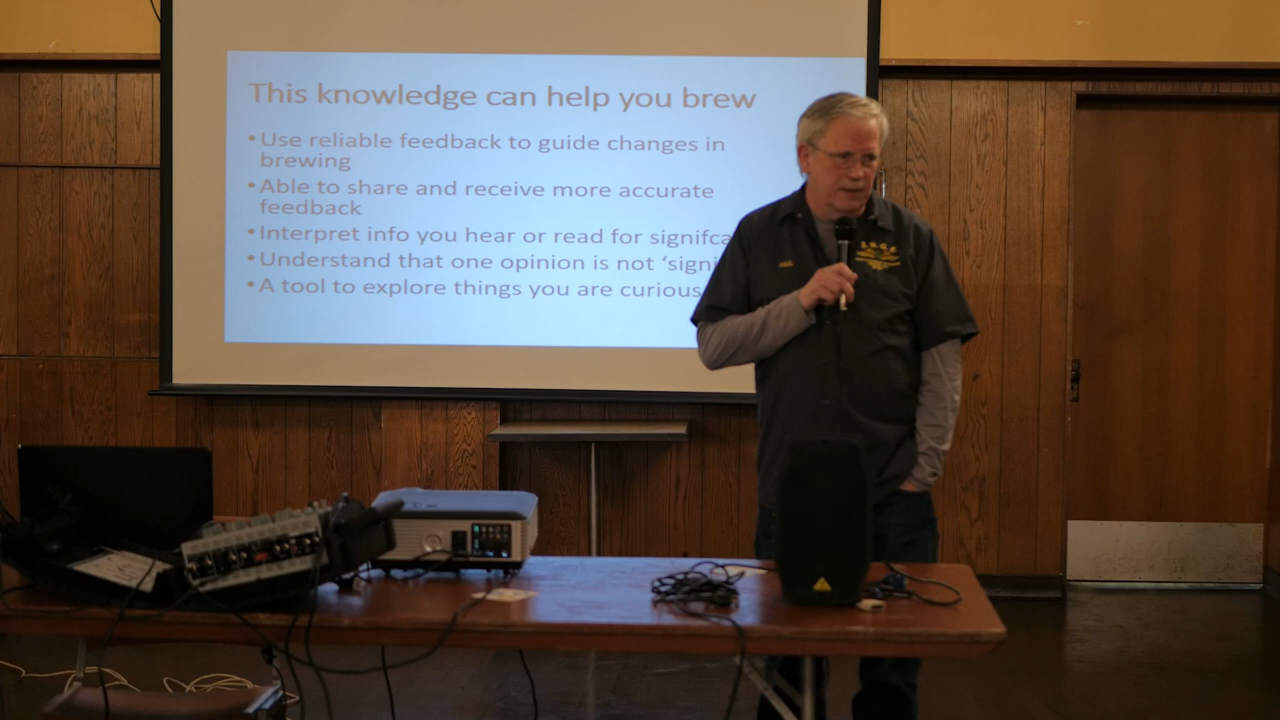 This knowledge can help you brew
•Use reliable feedback to guide changes in
brewing
•Able to share and receive more accurate
feedback
•Interpret info you hear or read for signifca
•Understand that one opinion is not ‘signi
•A tool to explore things you are curious